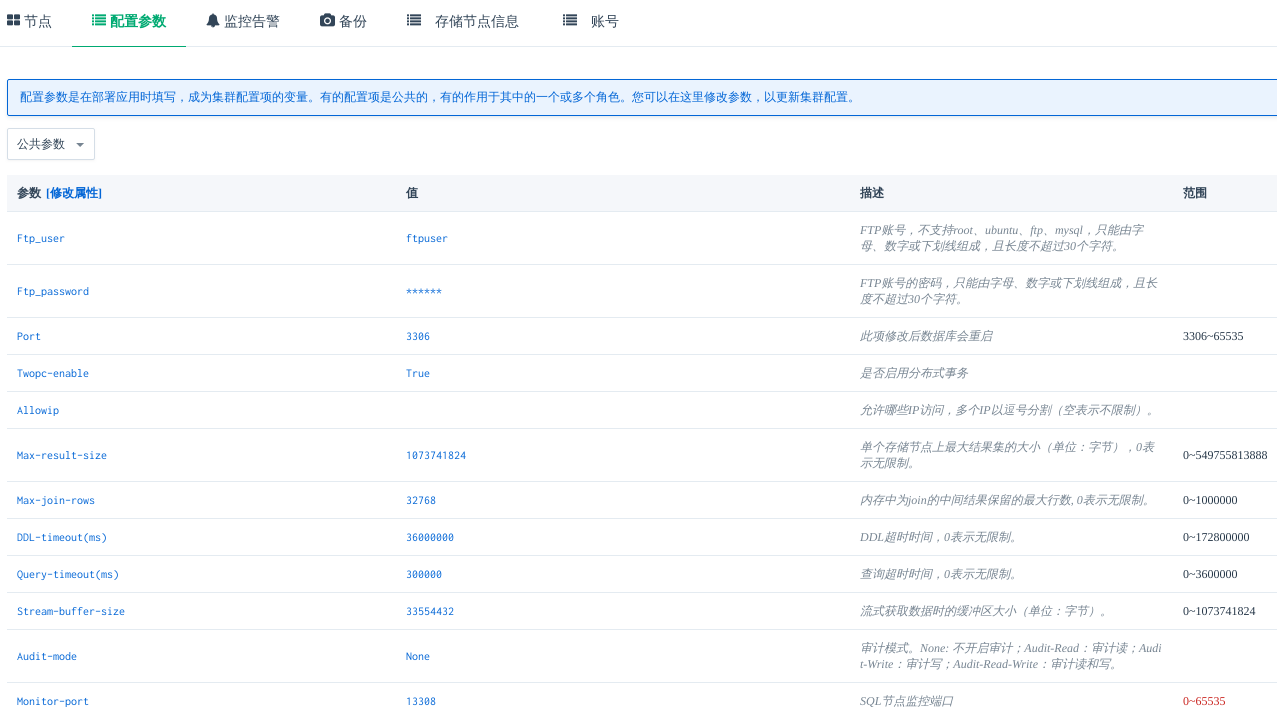 节点 配置参数 监控告警 备份 存储节点信息 账号
配置参数是在部署应用时填写，成为集群配置项的变量。有的配置项是公共的，有的作用于其中的一个或多个角色。您可以在这里修改参数，以更新集群配置。
公共参数
参数 [修改属性] 值 描述 范围
Ftp_user ftpuser FTP账号，不支持root、ubuntu、ftp、mysql，只能由字
母、数字或下划线组成，且长度不超过30个字符。
Ftp_password ****** FTP账号的密码，只能由字母、数字或下划线组成，且长
度不超过30个字符。
Port 3306 此项修改后数据库会重启 3306~65535
Twopc-enable True 是否启用分布式事务
Allowip 允许哪些IP访问，多个IP以逗号分割（空表示不限制）。
Max-result-size 1073741824 单个存储节点上最大结果集的大小（单位：字节），0表
示无限制。 0~549755813888
Max-join-rows 32768 内存中为join的中间结果保留的最大行数, 0表示无限制。 0~1000000
DDL-timeout(ms) 36000000 DDL超时时间，0表示无限制。 0~172800000
Query-timeout(ms) 300000 查询超时时间，0表示无限制。 0~3600000
Stream-buffer-size 33554432 流式获取数据时的缓冲区大小（单位：字节）。 0~1073741824
Audit-mode None 审计模式。None: 不开启审计；Audit-Read：审计读；Audi
t-Write：审计写；Audit-Read-Write：审计读和写。
Monitor-port 13308 SQL节点监控端口 0~65535